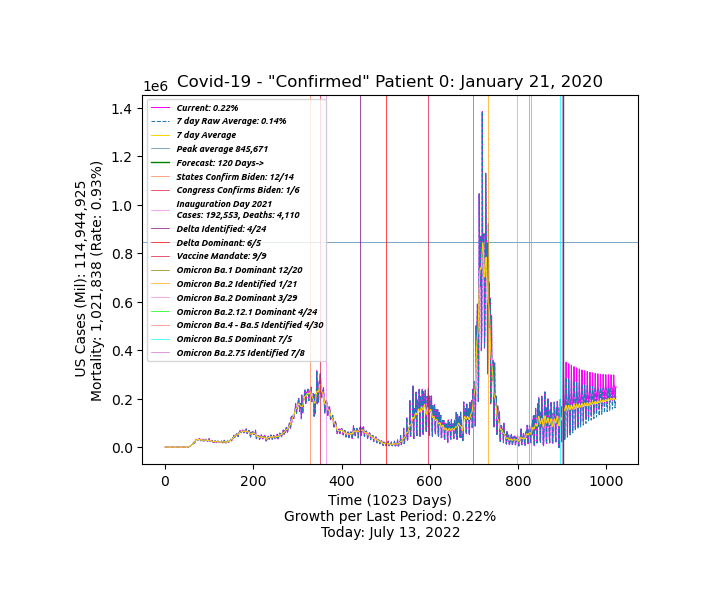 Covid-19 - "Confirmed" Patient 0: January 21, 2020
1e6
1.4
1.2
1.0
0.8
0.6
0.4
0.2
0.0
US Cases (Mil): 114,944,925
Mortality: 1,021,838 (Rate: 0.93%)
Current: 0.22%
7 day Raw Average: 0.14%
7 day Average
Peak average 845,671
Forecast: 120 Days->
States Confirm Biden: 12/14
Congress Confirms Biden: 1/6
Inauguration Day 2021
Cases: 192,553, Deaths: 4,110
Delta Identified: 4/24
Delta Dominant: 6/5
Vaccine Mandate: 9/9
Omicron Ba.1 Dominant 12/20
Omicron Ba.2 Identified 1/21
Omicron Ba.2 Dominant 3/29
Omicron Ba.2.12.1 Dominant 4/24
Omicron Ba.4 - Ba.5 Identified 4/30
Omicron Ba.5 Dominant 7/5
Omicron Ba.2.75 Identified 7/8
0 200 400 600 800 1000
Time (1023 Days)
Growth per Last Period: 0.22%
Today: July 13, 2022